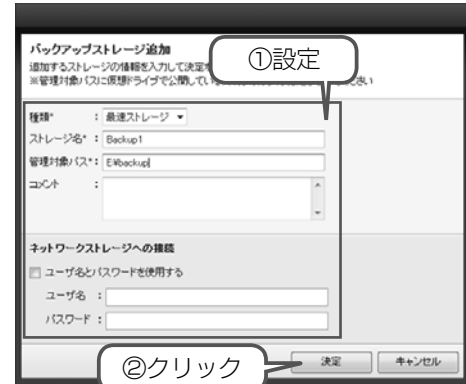 バックアップストレージ追加
追加するストレージの情報を入力して決定
※管理対象パスに仮想ドライブで公開してい
ださい
①設定
種類* : 最速ストレージ
ストレージ名* : Backup1
管理対象パス* : E:¥backup
コメント :
ネットワークストレージへの接続
ユーザ名とパスワードを使用する
ユーザ名 :
パスワード :
②クリック
決定
キャンセル